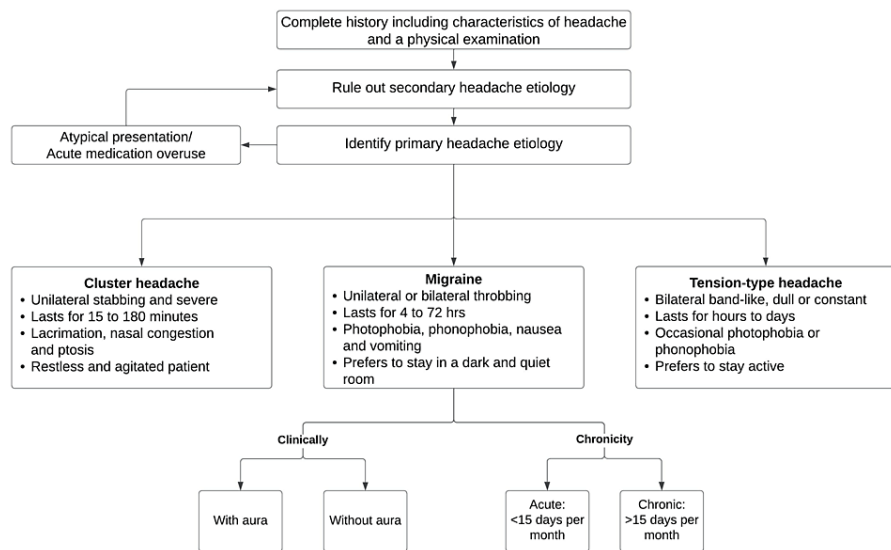 Complete history including characteristics of headache
and a physical examination
Rule out secondary headache etiology
Atypical presentation/
Acute medication overuse
Identify primary headache etiology
Cluster headache
• Unilateral stabbing and severe
• Lasts for 15 to 180 minutes
• Lacrimation, nasal congestion
and ptosis
• Restless and agitated patient
Migraine
• Unilateral or bilateral throbbing
• Lasts for 4 to 72 hrs
• Photophobia, phonophobia, nausea
and vomiting
• Prefers to stay in a dark and quiet
room
Tension-type headache
• Bilateral band-like, dull or constant
• Lasts for hours to days
• Occasional photophobia or
phonophobia
• Prefers to stay active
Clinically
Chronicity
With aura
Without aura
Acute:
<15 days per
month
Chronic:
>15 days per
month